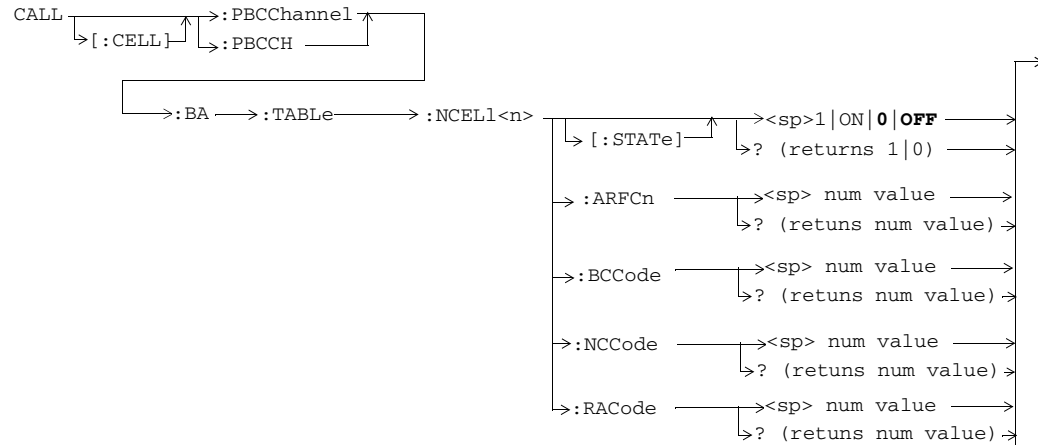 CALL :PBCChannel
[:CELL] :PBCCH
:BA :TABLe :NCELl<n> <sp>1|ON|0|OFF
[:STATe] ? (returns 1|0)
:ARFCn <sp> num value
? (retuns num value)
:BCCode <sp> num value
? (retuns num value)
:NCCode <sp> num value
? (retuns num value)
:RACode <sp> num value
? (retuns num value)